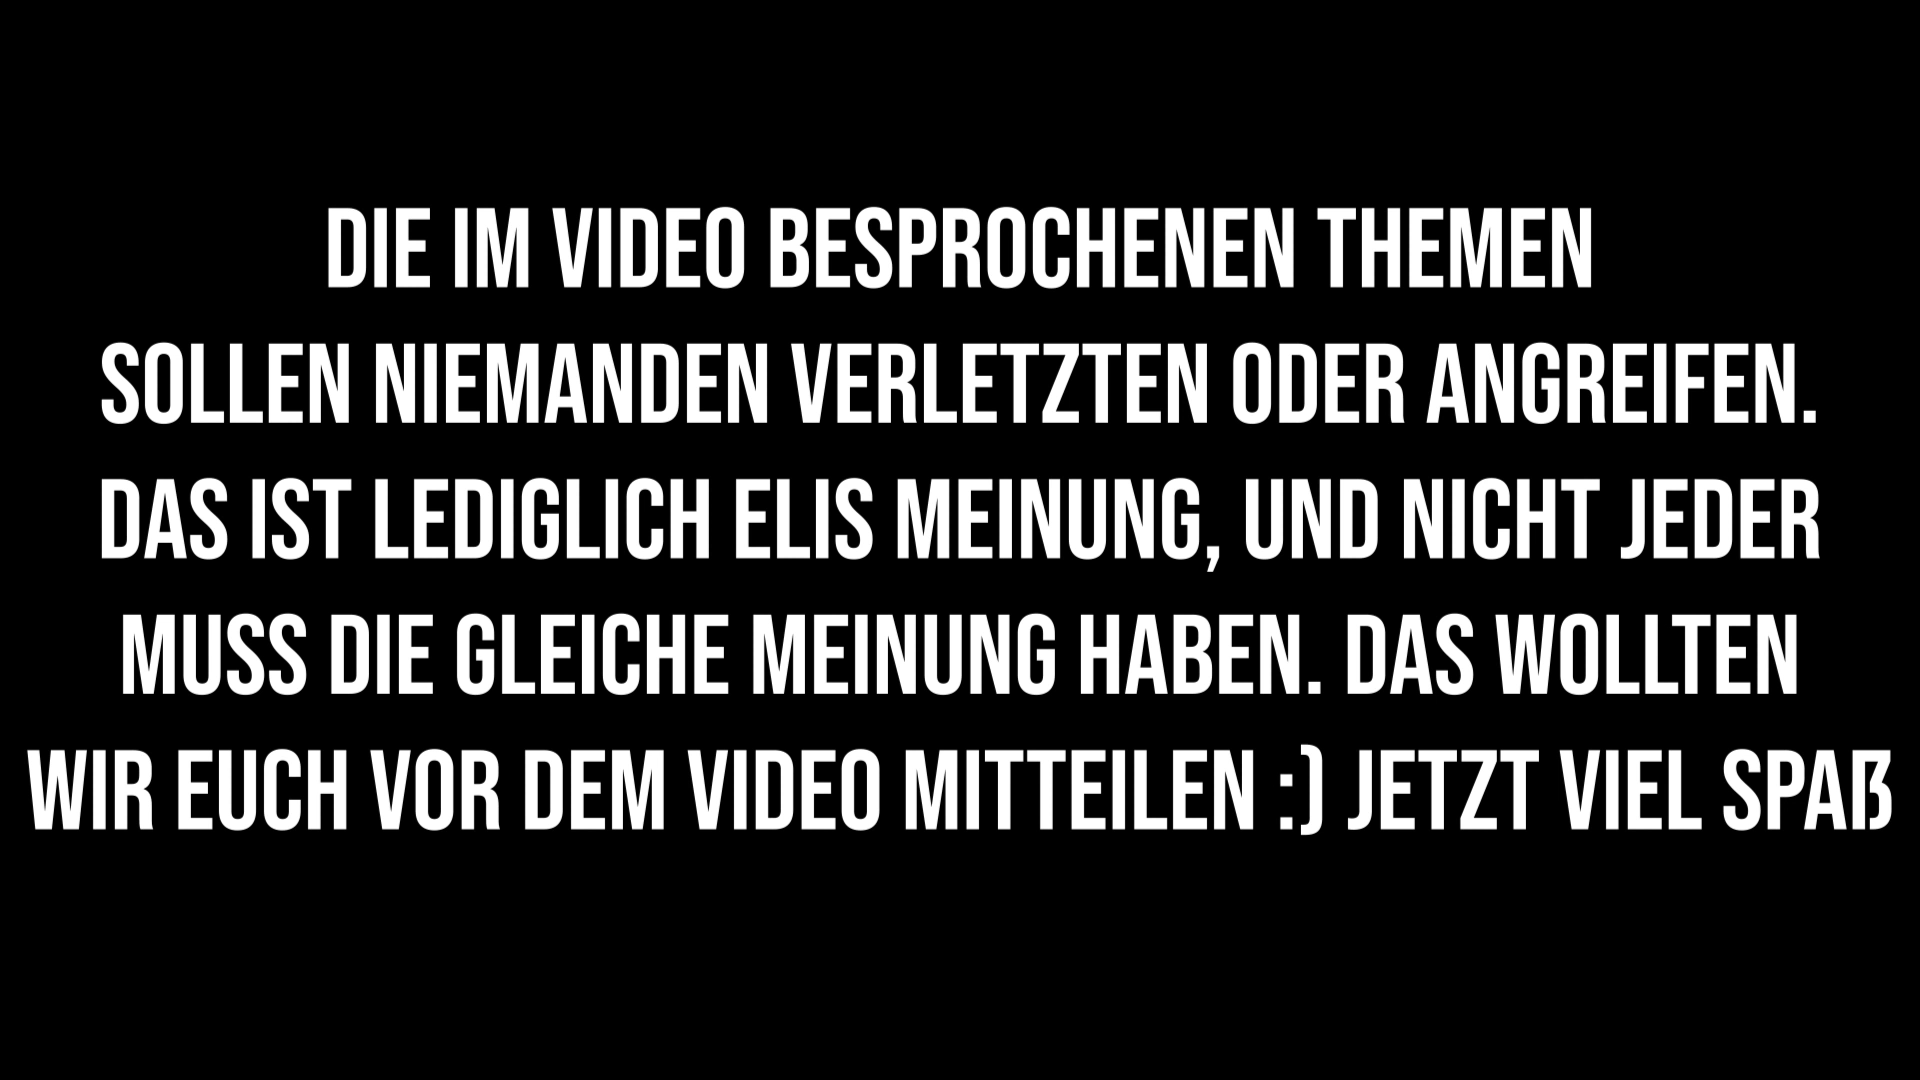 DIE IM VIDEO BESPROCHENEN THEMEN
SOLLEN NIEMANDEN VERLETZTEN ODER ANGREIFEN.
DAS IST LEDIGLICH ELIS MEINUNG, UND NICHT JEDER
MUSS DIE GLEICHE MEINUNG HABEN. DAS WOLLTEN
WIR EUCH VOR DEM VIDEO MITTEILEN :) JETZT VIEL SPAß